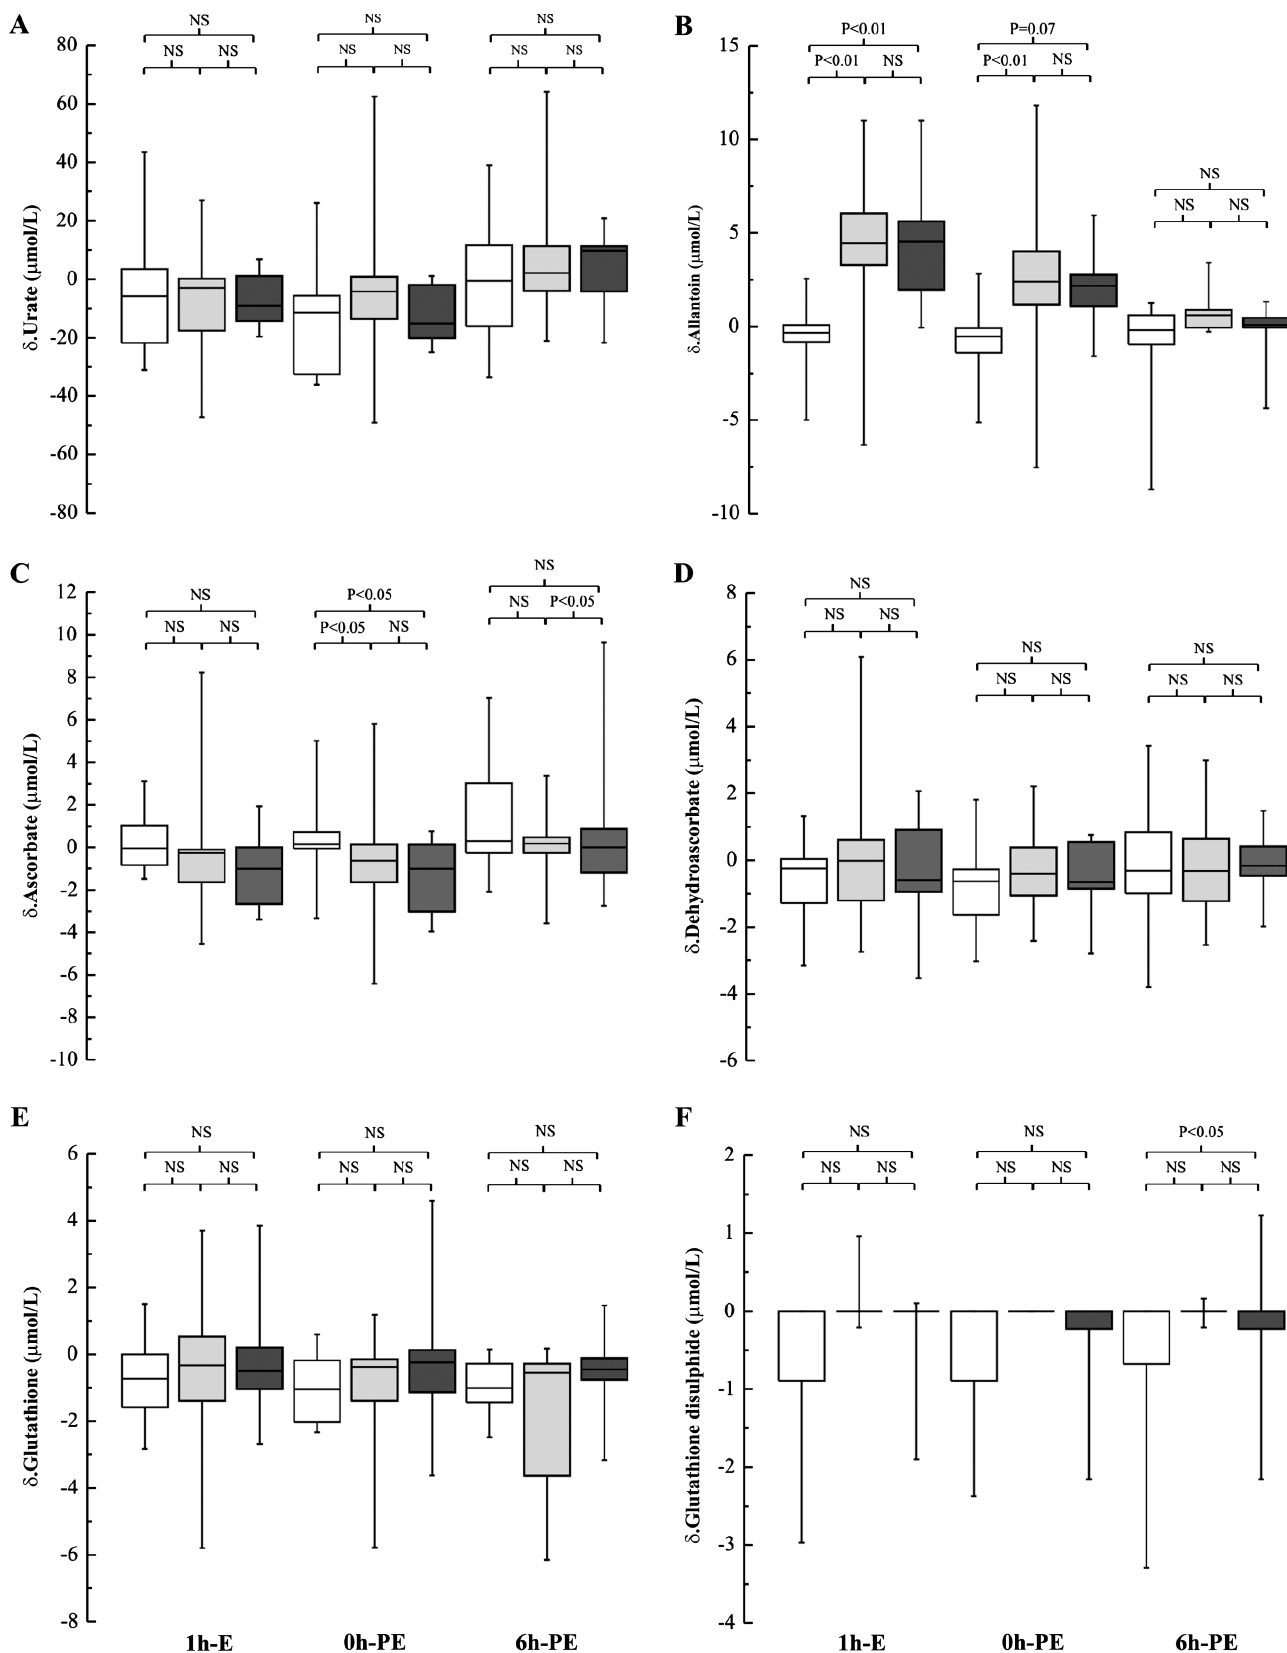 A
δ.Urate (μmol/L)
80
60
40
20
0
-20
-40
-60
-80
NS
NS NS
NS
NS NS
NS
NS NS
B
δ.Allantoin (μmol/L)
15
10
5
0
-5
-10
P<0.01
P<0.01 NS
P=0.07
P<0.01 NS
NS
NS NS
C
δ.Ascorbate (μmol/L)
12
10
8
6
4
2
0
-2
-4
-6
-8
-10
NS
NS NS
P<0.05
P<0.05 NS
NS
NS P<0.05
D
δ.Dehydroascorbate (μmol/L)
8
6
4
2
0
-2
-4
-6
NS
NS NS
NS
NS NS
NS
NS NS
E
δ.Glutathione (μmol/L)
6
4
2
0
-2
-4
-6
-8
NS
NS NS
NS
NS NS
NS
NS NS
1h-E 0h-PE 6h-PE
F
δ.Glutathione disulphide (μmol/L)
2
1
0
-1
-2
-3
-4
NS
NS NS
NS
NS NS
P<0.05
NS NS
1h-E 0h-PE 6h-PE